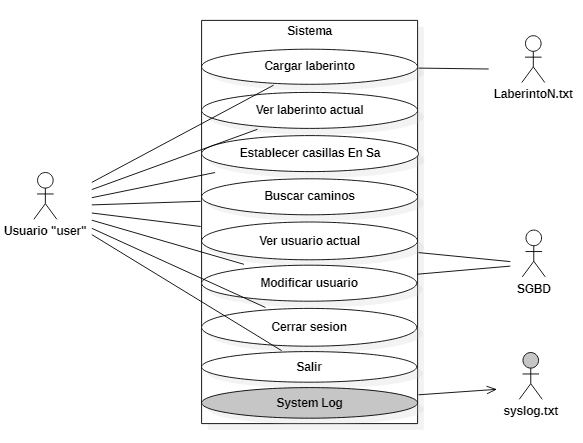 Sistema
Cargar laberinto
Ver laberinto actual
Establecer casillas En Sa
Buscar caminos
Ver usuario actual
Modificar usuario
Cerrar sesion
Salir
System Log
Usuario "user"
LaberintoN.txt
SGBD
syslog.txt